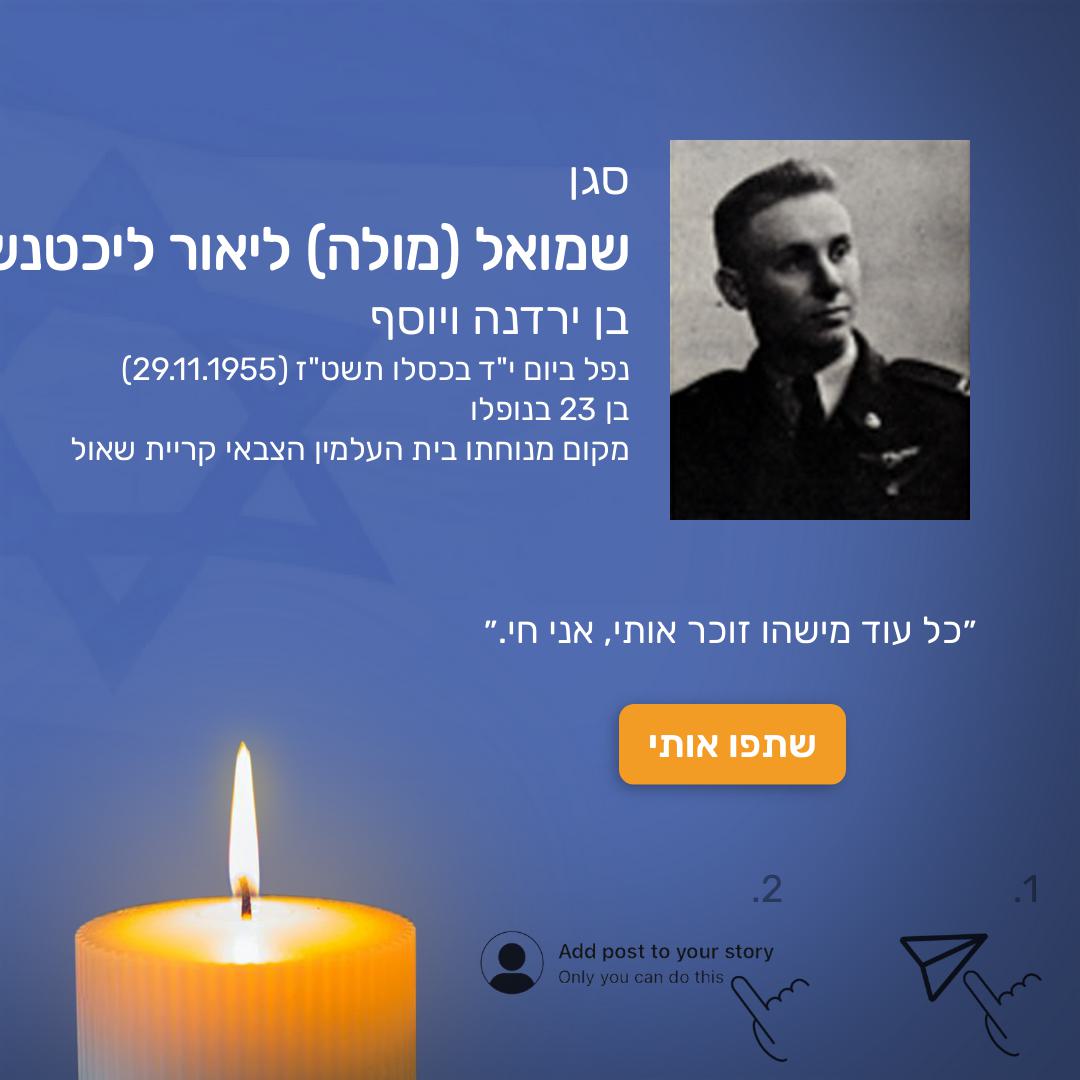 סגן
שמואל (מולה) ליאור
בן ירדנה ויוסף
נפל ביום י"ד בכסלו תשט"ז (29.11.1955)
בן 23 בנופלו
מקום מנוחתו בית העלמין הצבאי קריית שאול
״כל עוד מישהו זוכר אותי, אני חי.״
שתפו אותי
.1
.2
Add post to your story
Only you can do this